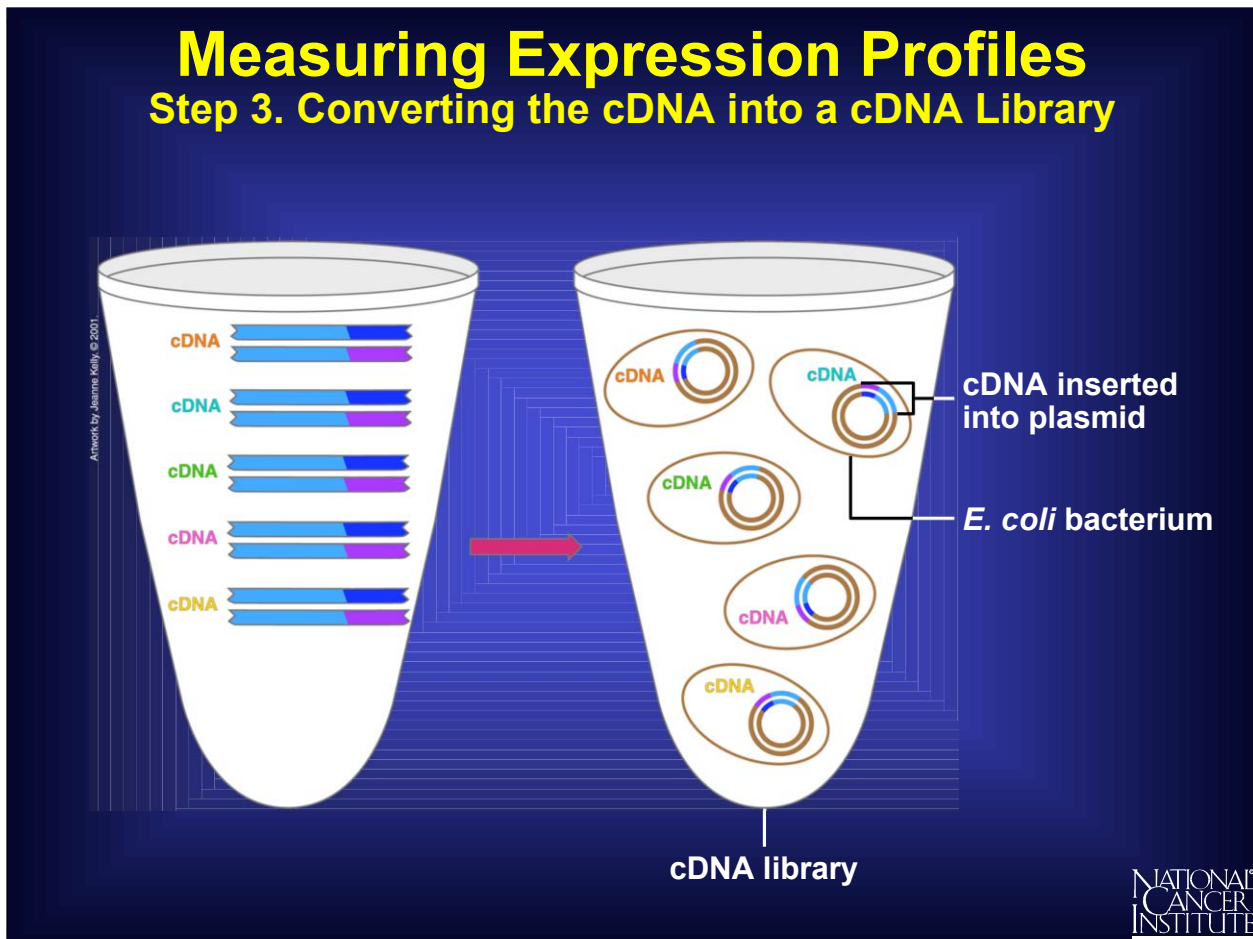 Measuring Expression Profiles
Step 3. Converting the cDNA into a cDNA Library
Artwork by Jeanne Kelly. © 2001.
cDNA
cDNA
cDNA
cDNA
cDNA
cDNA
cDNA
cDNA
cDNA
cDNA
cDNA inserted
into plasmid
E. coli bacterium
cDNA library
NATIONAL
CANCER
INSTITUTE